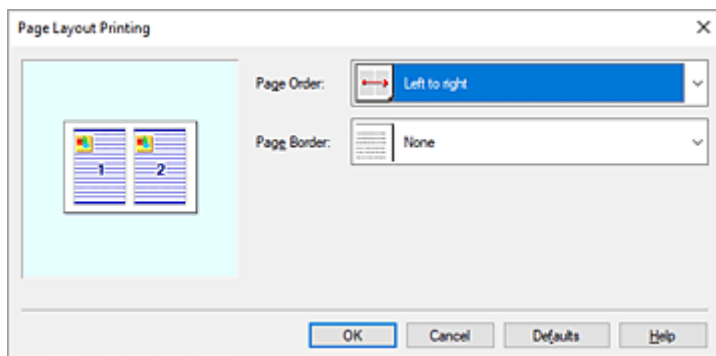 Page Layout Printing
Page Order: Left to right
1 2
Page Border: None
OK Cancel Defaults Help